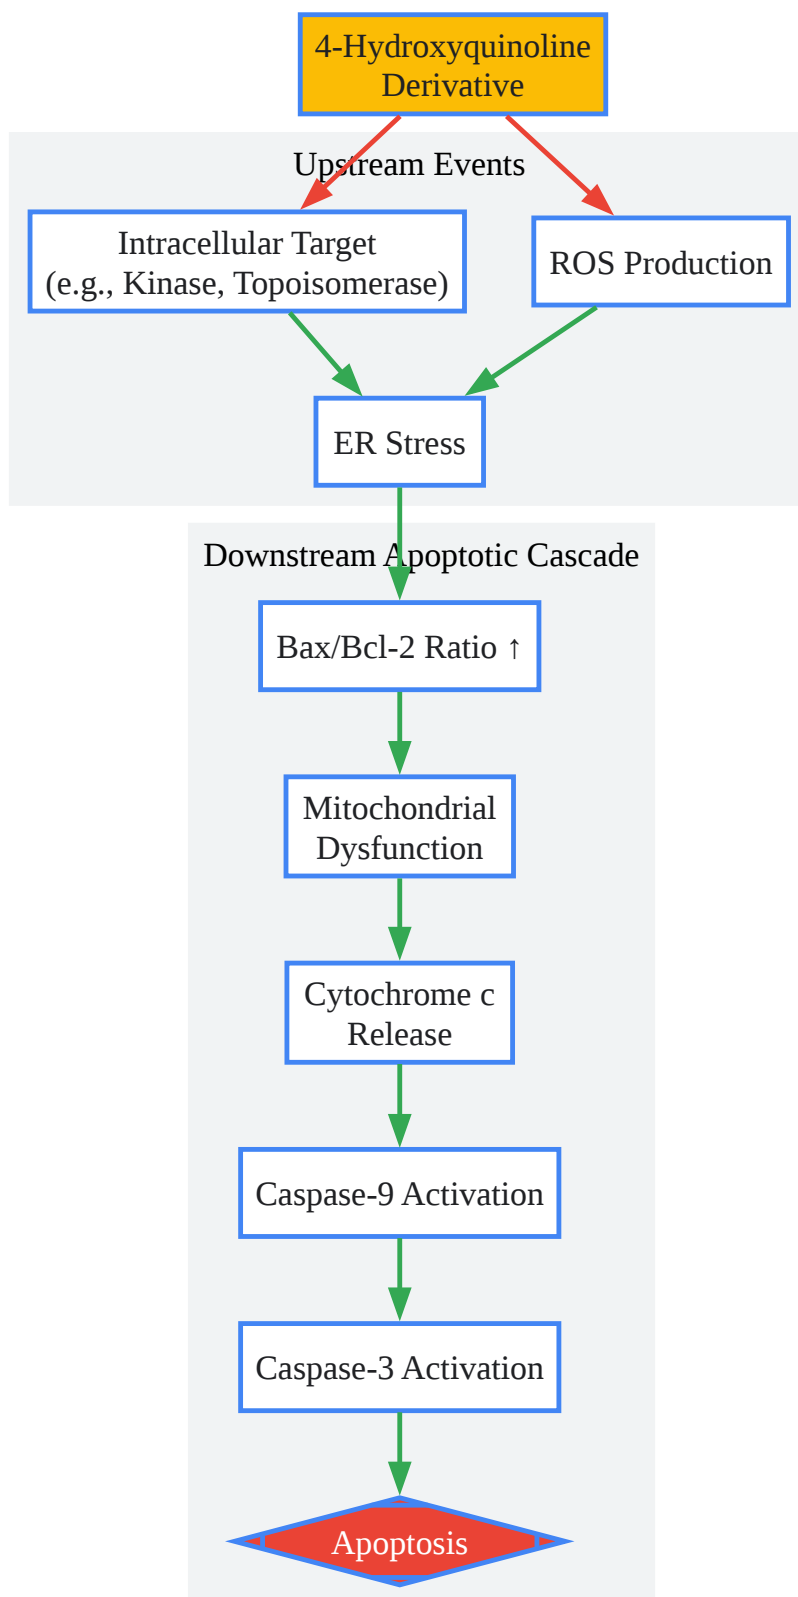 4-Hydroxyquinoline
Derivative
Upstream Events
Intracellular Target
(e.g., Kinase, Topoisomerase)
ROS Production
ER Stress
Downstream Apoptotic Cascade
Bax/Bcl-2 Ratio ↑
Mitochondrial
Dysfunction
Cytochrome c
Release
Caspase-9 Activation
Caspase-3 Activation
Apoptosis